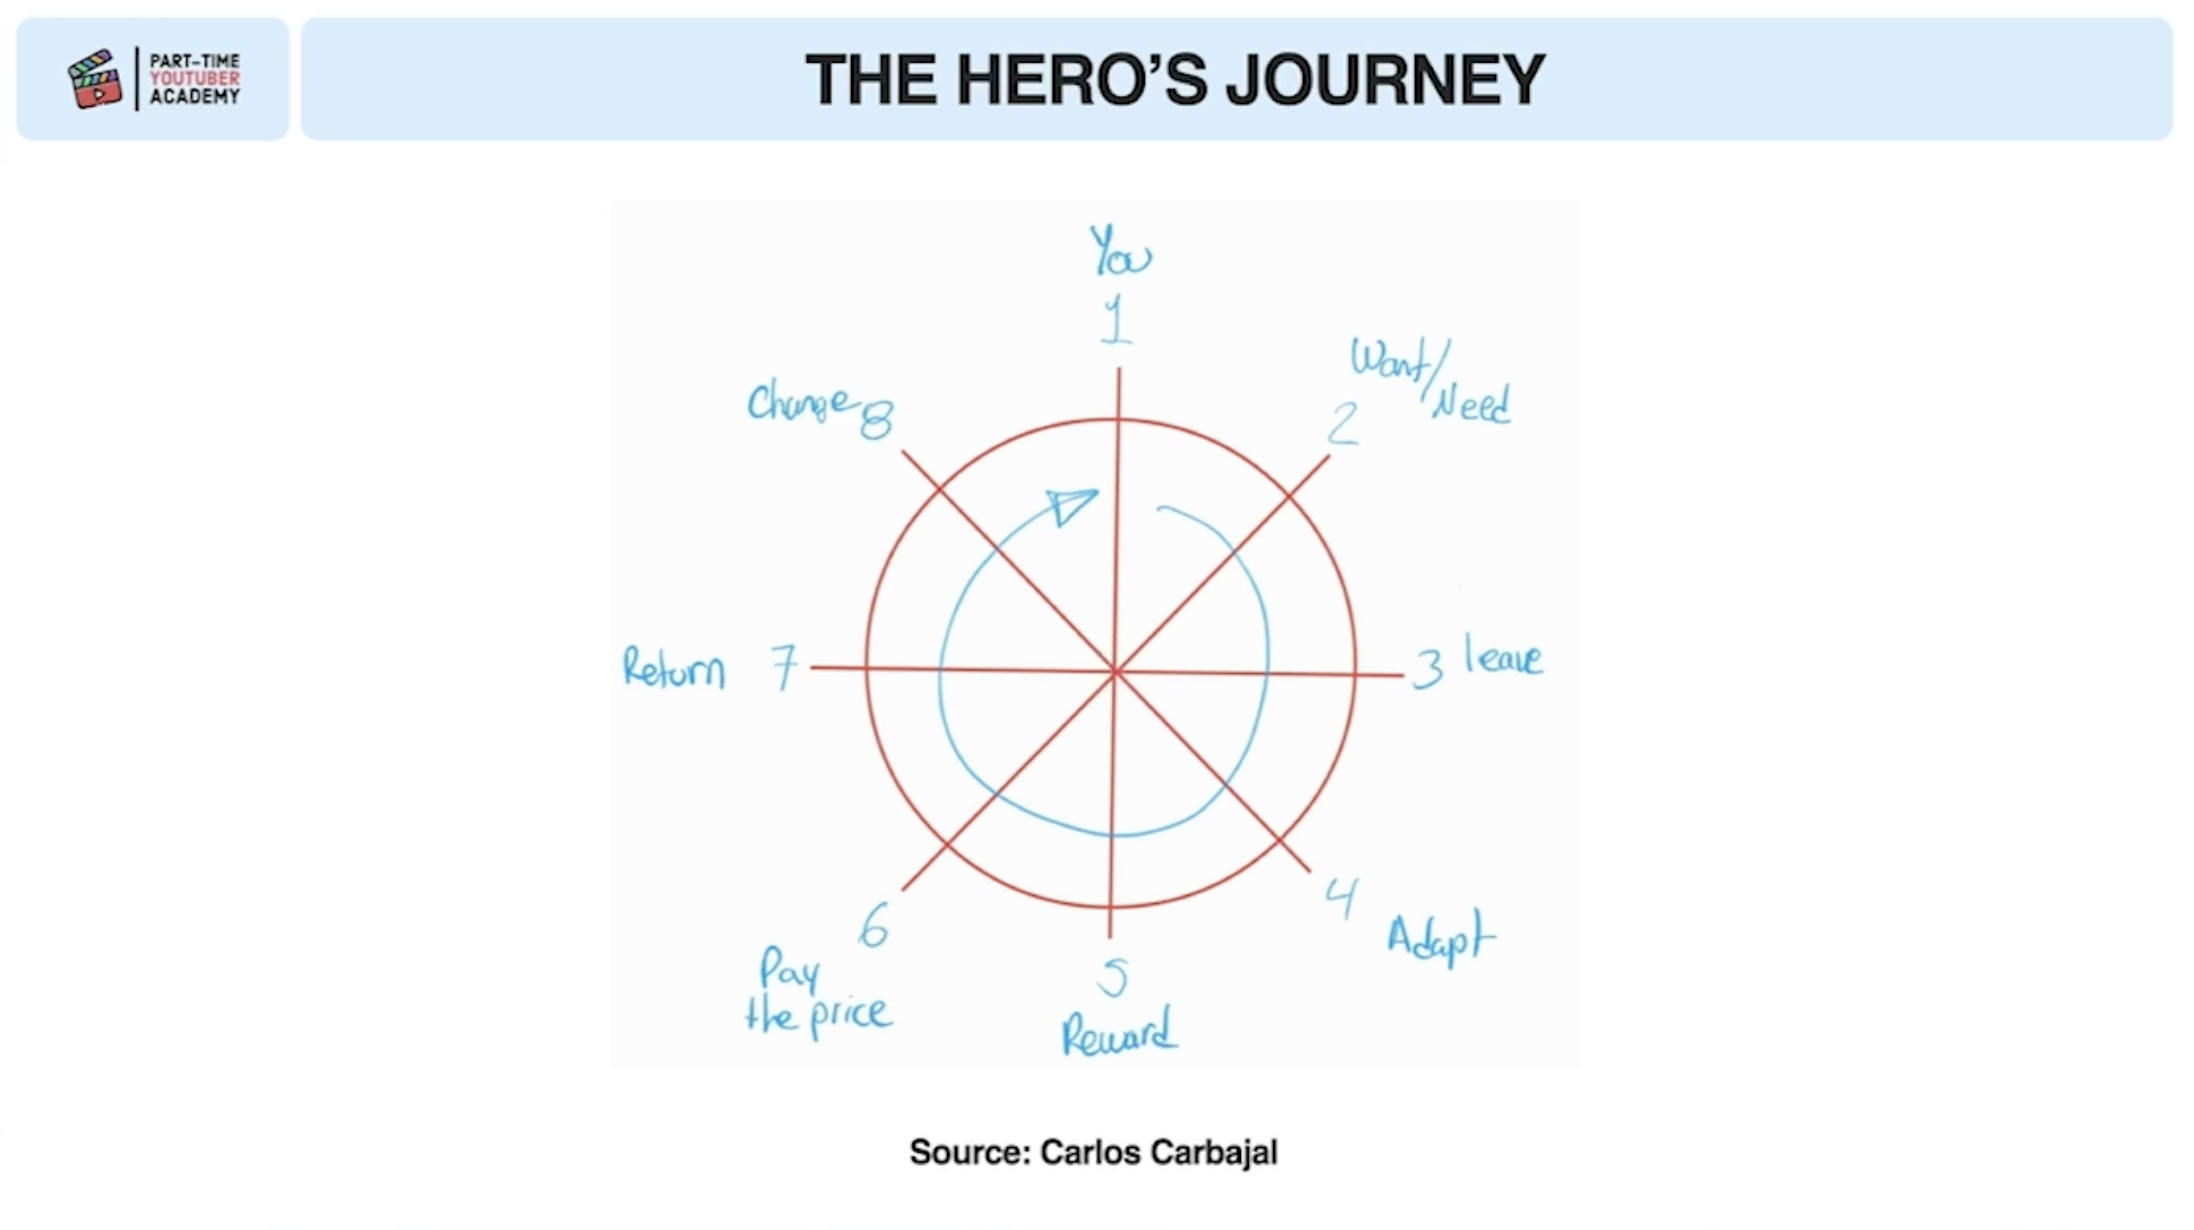 PART-TIME
YOUTUBER
ACADEMY
THE HERO'S JOURNEY
You
1
Want/
Need
2
3 leave
4
Adapt
5
Reward
6
Pay
the price
Return 7
Change 8
Source: Carlos Carbajal